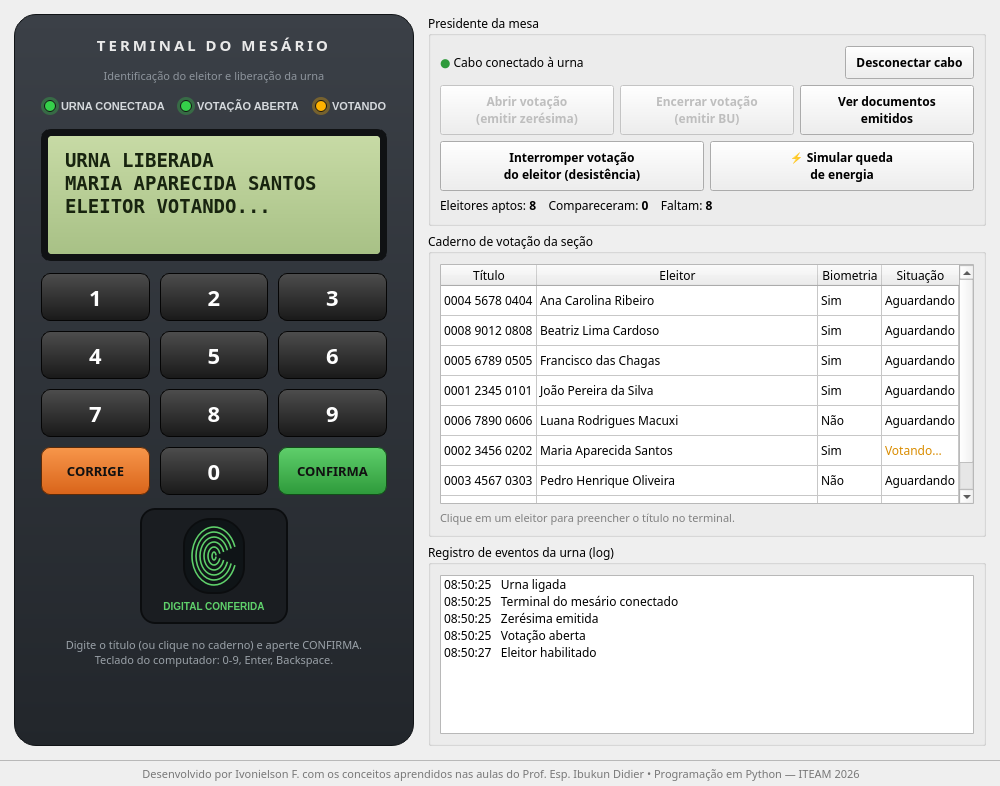 TERMINAL DO MESÁRIO
Identificação do eleitor e liberação da urna
URNA CONECTADA VOTAÇÃO ABERTA VOTANDO
URNA LIBERADA
MARIA APARECIDA SANTOS
ELEITOR VOTANDO...
1 2 3
4 5 6
7 8 9
CORRIGE 0 CONFIRMA
DIGITAL CONFERIDA
Digite o título (ou clique no caderno) e aperte CONFIRMA.
Teclado do computador: 0-9, Enter, Backspace.
Presidente da mesa
Cabo conectado à urna Desconectar cabo
Abrir votação
(emitir zerésima)
Encerrar votação
(emitir BU)
Ver documentos
emitidos
Interromper votação
do eleitor (desistência)
⚡ Simular queda
de energia
Eleitores aptos: 8 Compareceram: 0 Faltam: 8
Caderno de votação da seção
Título Eleitor Biometria Situação
0004 5678 0404 Ana Carolina Ribeiro Sim Aguardando
0008 9012 0808 Beatriz Lima Cardoso Sim Aguardando
0005 6789 0505 Francisco das Chagas Sim Aguardando
0001 2345 0101 João Pereira da Silva Sim Aguardando
0006 7890 0606 Luana Rodrigues Macuxi Não Aguardando
0002 3456 0202 Maria Aparecida Santos Sim Votando...
0003 4567 0303 Pedro Henrique Oliveira Não Aguardando
Clique em um eleitor para preencher o título no terminal.
Registro de eventos da urna (log)
08:50:25 Urna ligada
08:50:25 Terminal do mesário conectado
08:50:25 Zerésima emitida
08:50:25 Votação aberta
08:50:27 Eleitor habilitado
Desenvolvido por Ivonielson F. com os conceitos aprendidos nas aulas do Prof. Esp. Ibukun Didier • Programação em Python — ITEAM 2026